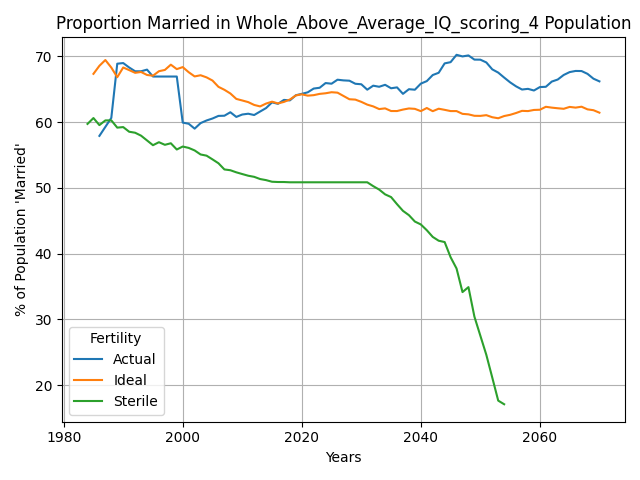 Proportion Married in Whole_Above_Average_IQ_scoring_4 Population
% of Population 'Married'
70
60
50
40
30
20
Fertility
Actual
Ideal
Sterile
1980 2000 2020 2040 2060
Years